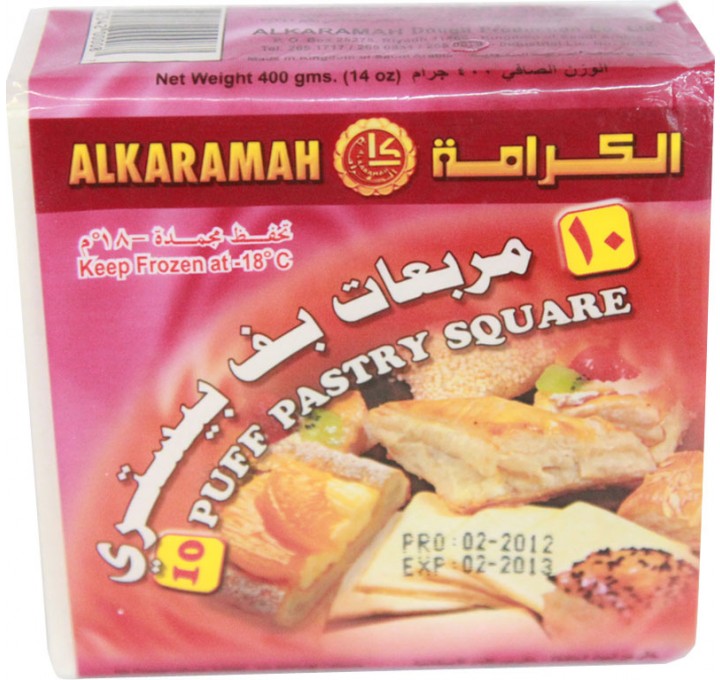 ALKARAMAH
Net Weight 400 gms. (14 oz) الوزن الصافي ٤٠٠ جرام
ALKARAMAH الكرامة
تحفظ مجمدة -١٨°م
Keep Frozen at -18°C
١٠ مربعات بف بيستري
10 PUFF PASTRY SQUARE
PRO : 02-2012
EXP : 02-2013